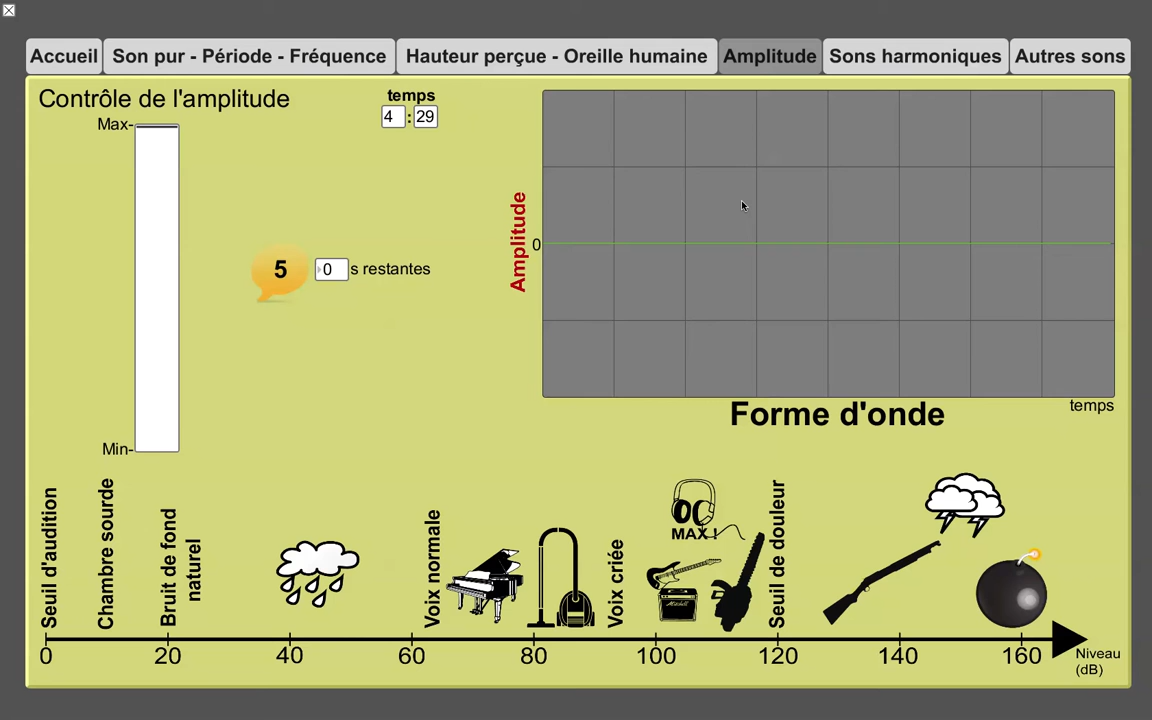 Accueil
Son pur - Période - Fréquence
Hauteur perçue - Oreille humaine
Amplitude
Sons harmoniques
Autres sons
Contrôle de l'amplitude
Max-
Min-
temps
4 : 29
5
0 s restantes
Amplitude
0
temps
Forme d'onde
Seuil d'audition
Chambre sourde
Bruit de fond
naturel
Voix normale
Voix criée
MAX !
Mitchell
Seuil de douleur
0 20 40 60 80 100 120 140 160
Niveau
(dB)